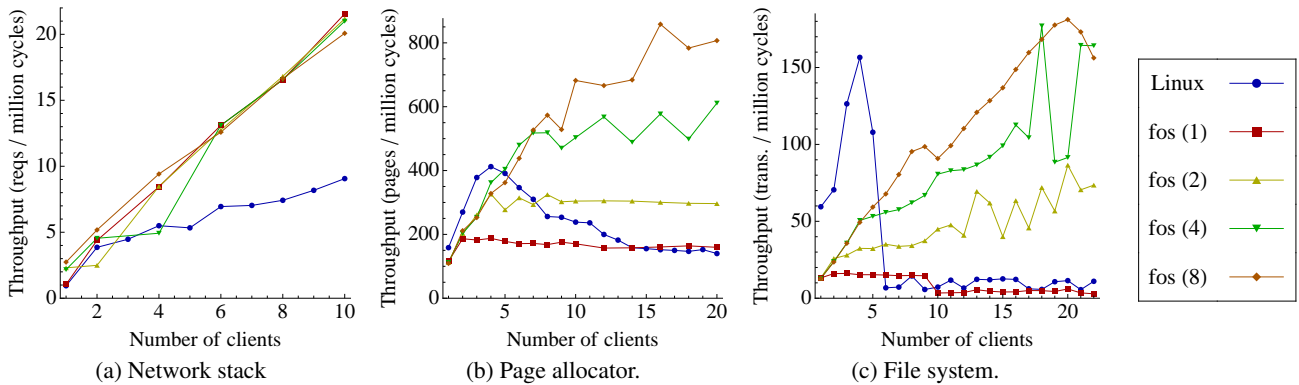 Throughput (reqs / million cycles)
20
15
10
5
0
2 4 6 8 10
Number of clients
(a) Network stack
Throughput (pages / million cycles)
800
600
400
200
0
5 10 15 20
Number of clients
(b) Page allocator.
Throughput (trans. / million cycles)
150
100
50
0
5 10 15 20
Number of clients
(c) File system.
Linux
fos (1)
fos (2)
fos (4)
fos (8)